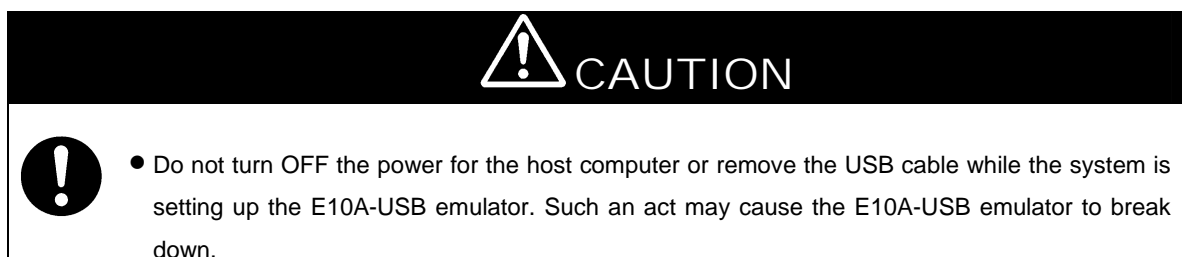 CAUTION
● Do not turn OFF the power for the host computer or remove the USB cable while the system is
setting up the E10A-USB emulator. Such an act may cause the E10A-USB emulator to break
down.